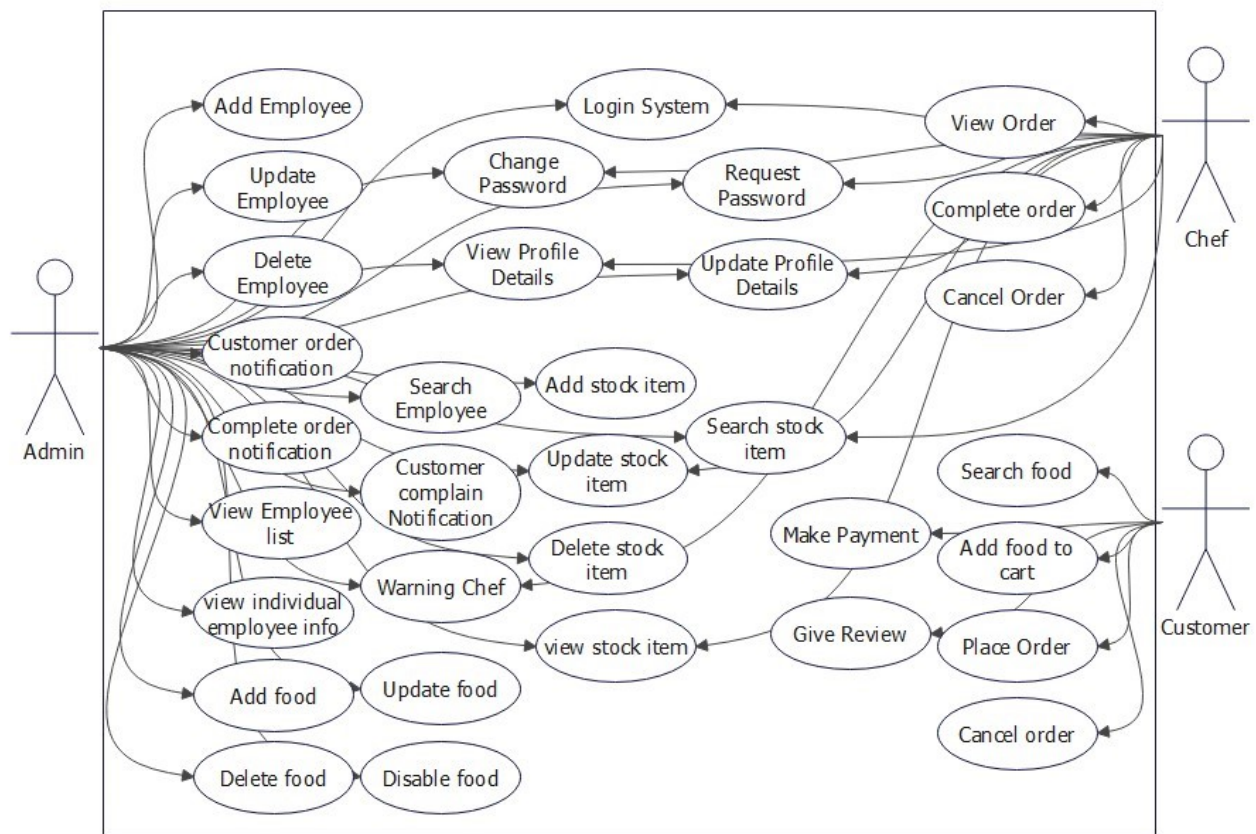 Add Employee
Login System
View Order
Change
Password
Request
Password
Update
Employee
Complete order
Chef
Delete
Employee
View Profile
Details
Update Profile
Details
Cancel Order
Customer order
notification
Search
Employee
Add stock item
Admin
Complete order
notification
Search stock
item
Customer
complain
Notification
Update stock
item
Search food
View Employee
list
Make Payment
Add food to
cart
Delete stock
item
Warning Chef
view individual
employee info
view stock item
Give Review
Place Order
Customer
Add food
Update food
Cancel order
Delete food
Disable food